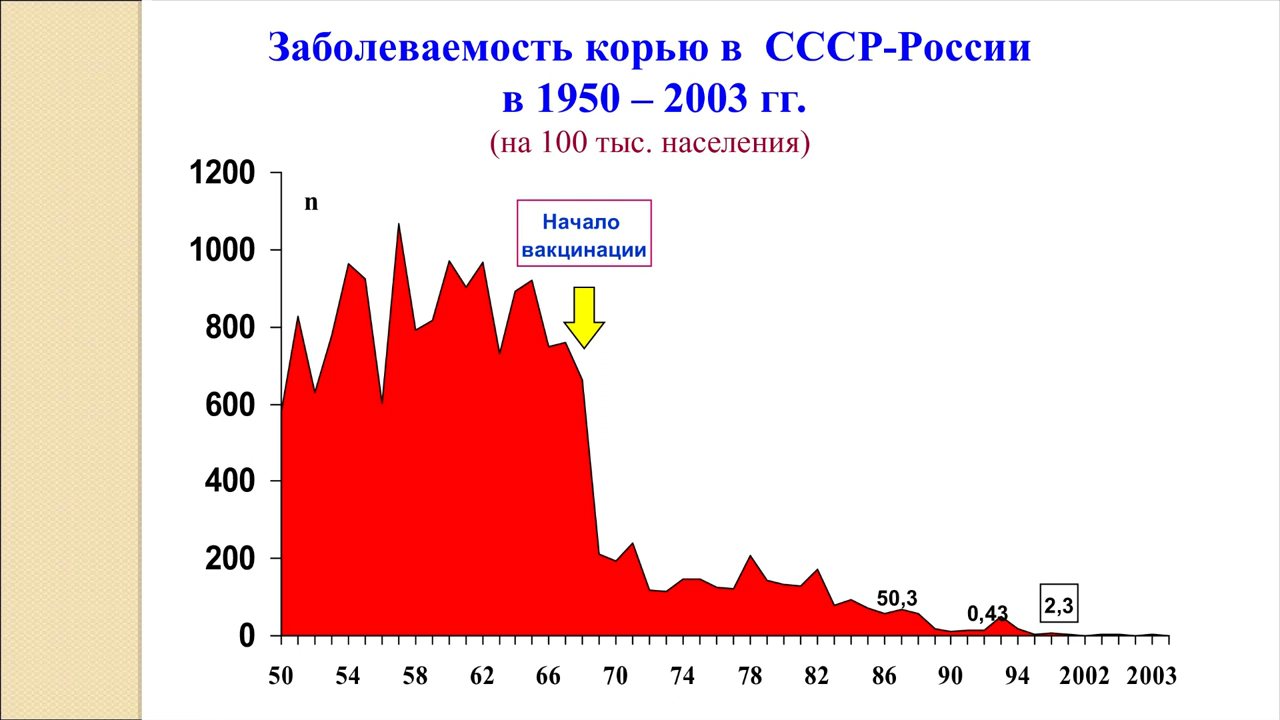 Заболеваемость корью в СССР-России
в 1950 – 2003 гг.
(на 100 тыс. населения)
1200
n
Начало
вакцинации
1000
800
600
400
200
50,3
0,43
2,3
0
50 54 58 62 66 70 74 78 82 86 90 94 2002 2003